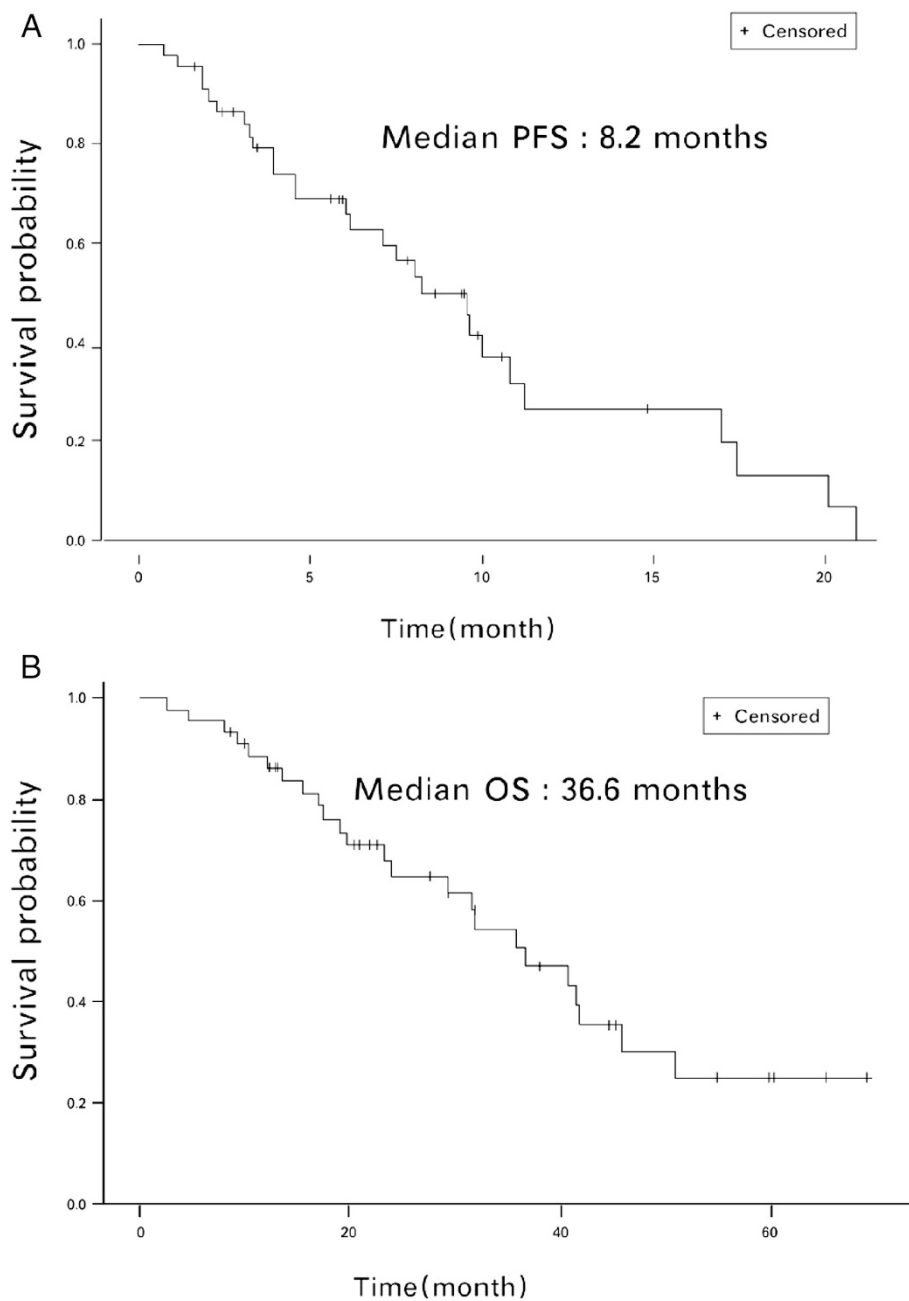 A
+ Censored
Median PFS : 8.2 months
Survival probability
1.0
0.8
0.6
0.4
0.2
0.0
0
5
10
15
20
Time(month)
B
+ Censored
Median OS : 36.6 months
Survival probability
1.0
0.8
0.6
0.4
0.2
0.0
0
20
40
60
Time(month)